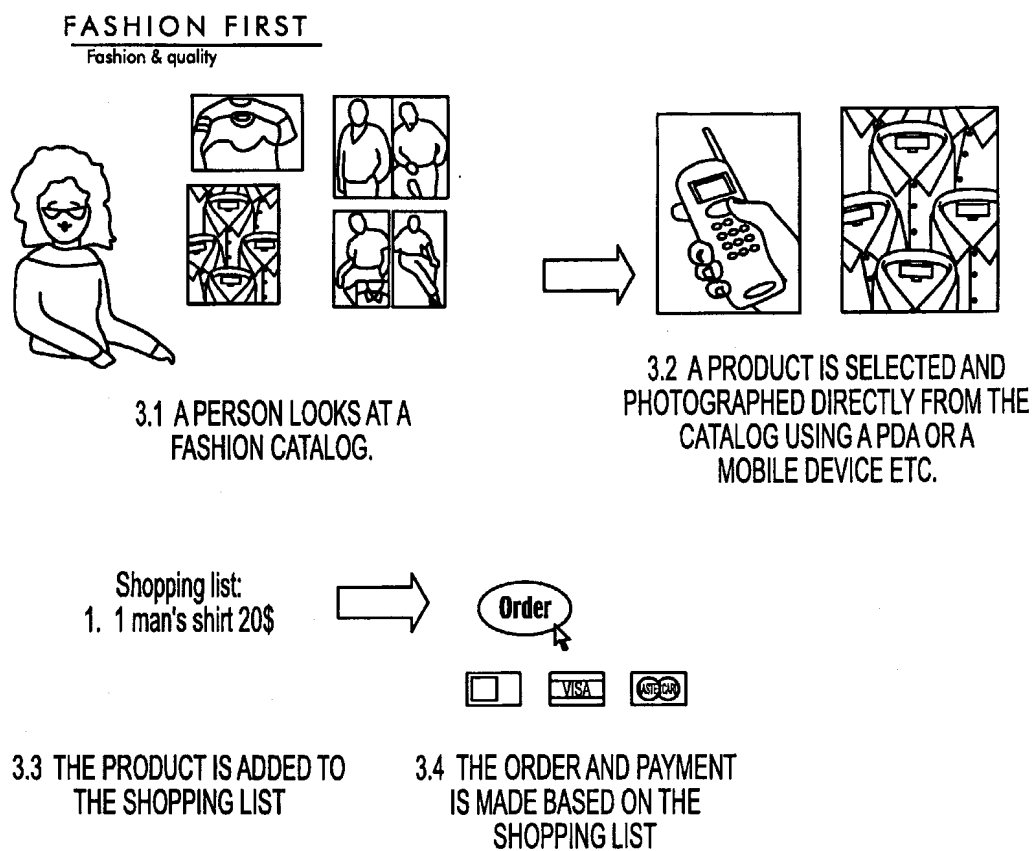 FASHION FIRST
Fashion & quality
3.1 A PERSON LOOKS AT A
FASHION CATALOG.
3.2 A PRODUCT IS SELECTED AND
PHOTOGRAPHED DIRECTLY FROM THE
CATALOG USING A PDA OR A
MOBILE DEVICE ETC.
Shopping list:
1. 1 man's shirt 20$
Order
VISA
ASTE CARD
3.3 THE PRODUCT IS ADDED TO
THE SHOPPING LIST
3.4 THE ORDER AND PAYMENT
IS MADE BASED ON THE
SHOPPING LIST